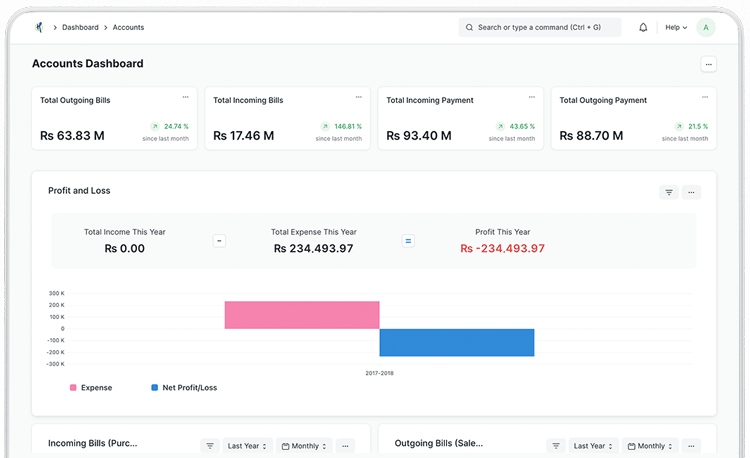 Dashboard Accounts
Search or type a command (Ctrl + G)
Help
A
Accounts Dashboard
Total Outgoing Bills
Rs 63.83 M
24.74 %
since last month
Total Incoming Bills
Rs 17.46 M
146.81 %
since last month
Total Incoming Payment
Rs 93.40 M
43.65 %
since last month
Total Outgoing Payment
Rs 88.70 M
21.5 %
since last month
Profit and Loss
Total Income This Year
Rs 0.00
-
Total Expense This Year
Rs 234,493.97
=
Profit This Year
Rs -234,493.97
300 K
200 K
100 K
0
-100 K
-200 K
-300 K
2017-2018
Expense
Net Profit/Loss
Incoming Bills (Purc...
Last Year
Monthly
Outgoing Bills (Sale...
Last Year
Monthly